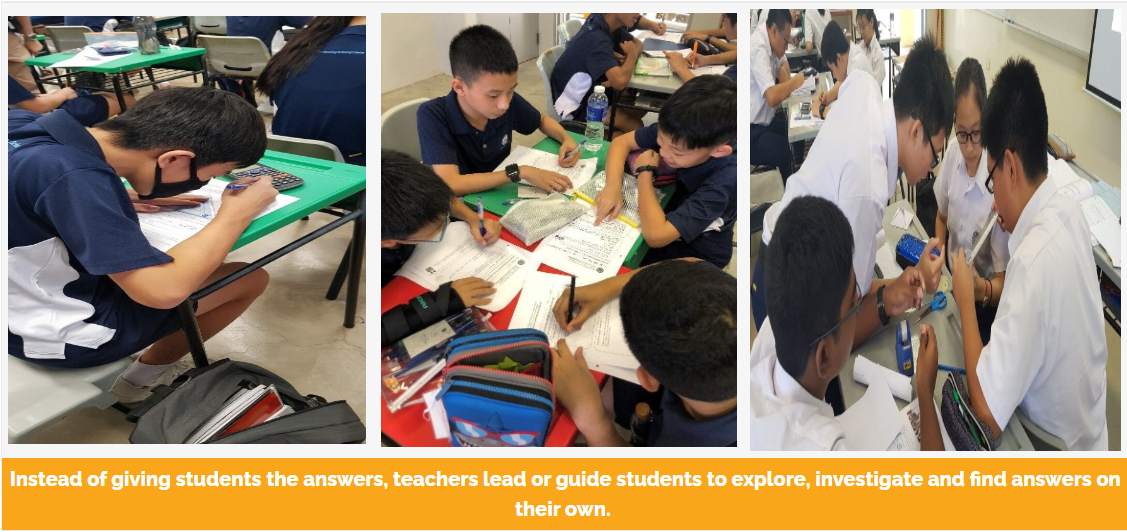 Instead of giving students the answers, teachers lead or guide students to explore, investigate and find answers on
their own.